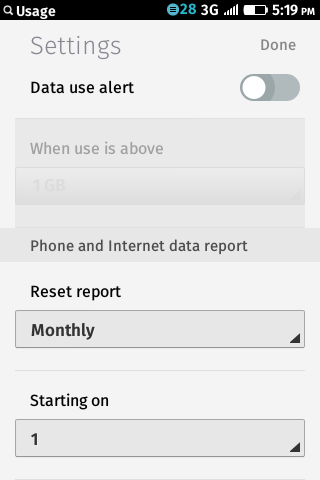 Usage 28 3G 5:19 PM
Settings Done
Data use alert
When use is above
1 GB
Phone and Internet data report
Reset report
Monthly
Starting on
1